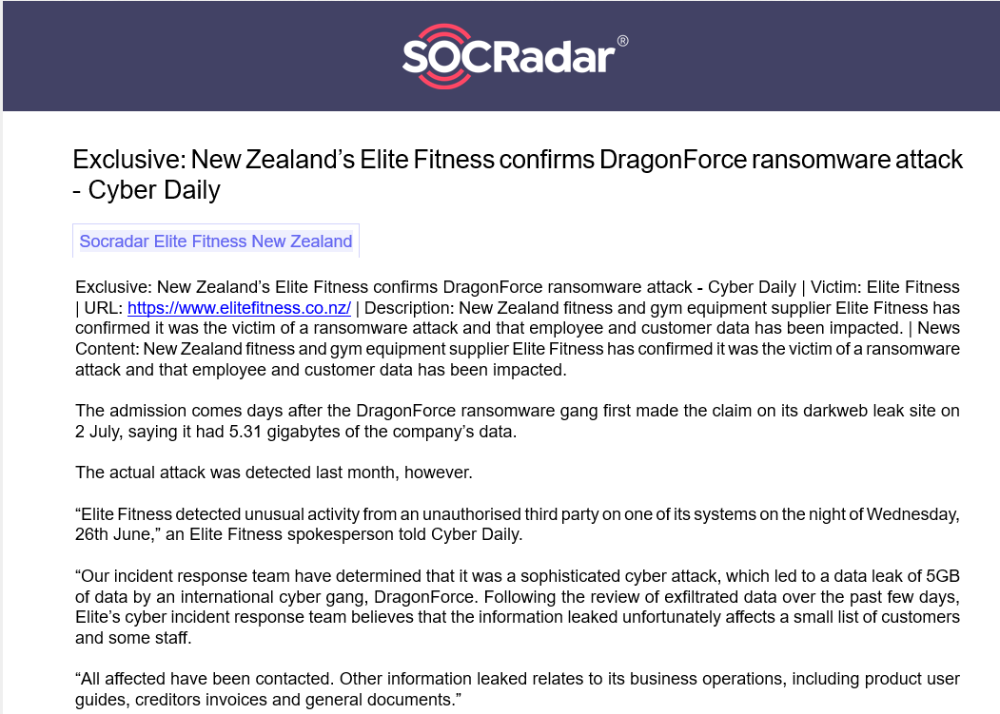 SOCRadar®
Exclusive: New Zealand’s Elite Fitness confirms DragonForce ransomware attack
- Cyber Daily
Socradar Elite Fitness New Zealand
Exclusive: New Zealand’s Elite Fitness confirms DragonForce ransomware attack - Cyber Daily | Victim: Elite Fitness
| URL: https://www.elitefitness.co.nz/ | Description: New Zealand fitness and gym equipment supplier Elite Fitness has
confirmed it was the victim of a ransomware attack and that employee and customer data has been impacted. | News
Content: New Zealand fitness and gym equipment supplier Elite Fitness has confirmed it was the victim of a ransomware
attack and that employee and customer data has been impacted.
The admission comes days after the DragonForce ransomware gang first made the claim on its darkweb leak site on
2 July, saying it had 5.31 gigabytes of the company’s data.
The actual attack was detected last month, however.
“Elite Fitness detected unusual activity from an unauthorised third party on one of its systems on the night of Wednesday,
26th June,” an Elite Fitness spokesperson told Cyber Daily.
“Our incident response team have determined that it was a sophisticated cyber attack, which led to a data leak of 5GB
of data by an international cyber gang, DragonForce. Following the review of exfiltrated data over the past few days,
Elite’s cyber incident response team believes that the information leaked unfortunately affects a small list of customers
and some staff.
“All affected have been contacted. Other information leaked relates to its business operations, including product user
guides, creditors invoices and general documents.”